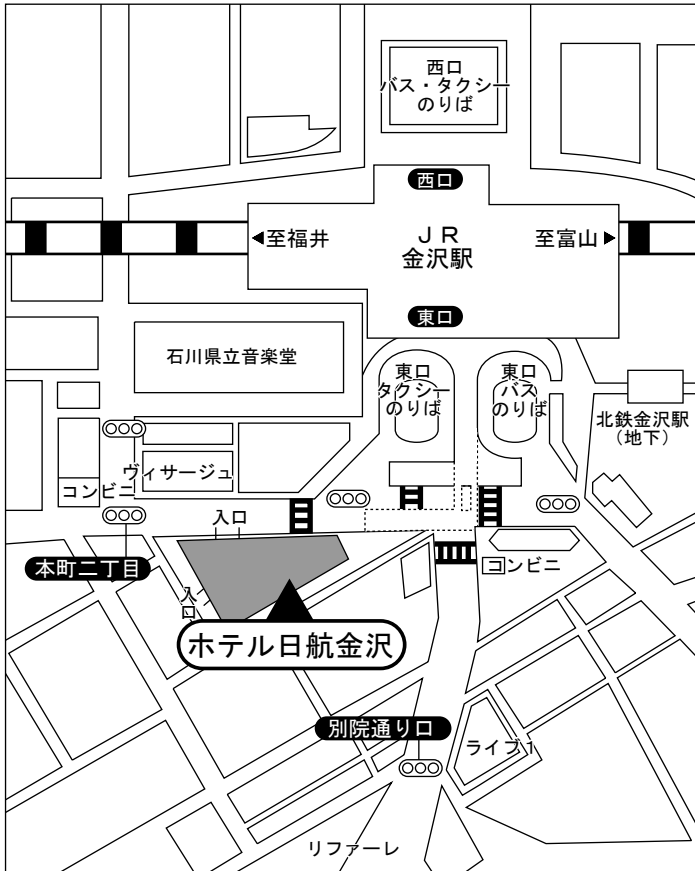 西口
バス・タクシー
のりば
西口
◀至福井
JR
金沢駅
至富山▶
東口
石川県立音楽堂
東口
タクシー
のりば
東口
バス
のりば
北鉄金沢駅
（地下）
ヴィサージュ
コンビニ
入口
本町二丁目
コンビニ
入口
ホテル日航金沢
別院通り口
ライブ1
リファーレ